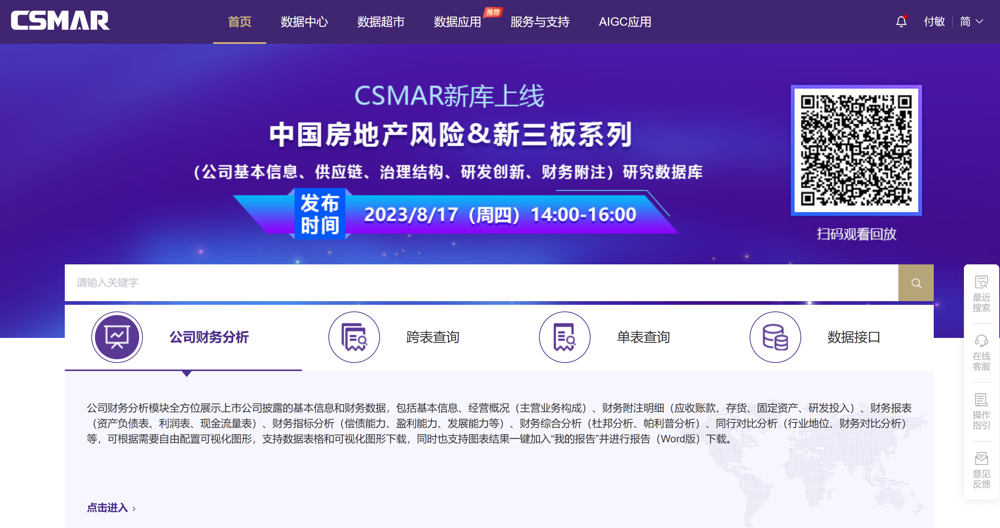 CSMAR
首页
数据中心
数据超市
数据应用
推荐
服务与支持
AIGC应用
付敏
简
CSMAR新库上线
中国房地产风险&新三板系列
（公司基本信息、供应链、治理结构、研发创新、财务附注）研究数据库
发布
时间
2023/8/17（周四）14:00-16:00
扫码观看回放
请输入关键字
最近
搜索
在线
客服
操作
指引
意见
反馈
公司财务分析
跨表查询
单表查询
数据接口
公司财务分析模块全方位展示上市公司披露的基本信息和财务数据，包括基本信息、经营概况（主营业务构成）、财务附注明细（应收账款、存货、固定资产、研发投入）、财务报表
（资产负债表、利润表、现金流量表）、财务指标分析（偿债能力、盈利能力、发展能力等）、财务综合分析（杜邦分析、帕利普分析）、同行对比分析（行业地位、财务对比分析）
等，可根据需要自由配置可视化图形，支持数据表格和可视化图形下载，同时也支持图表结果一键加入“我的报告”并进行报告（Word版）下载。
点击进入 ›